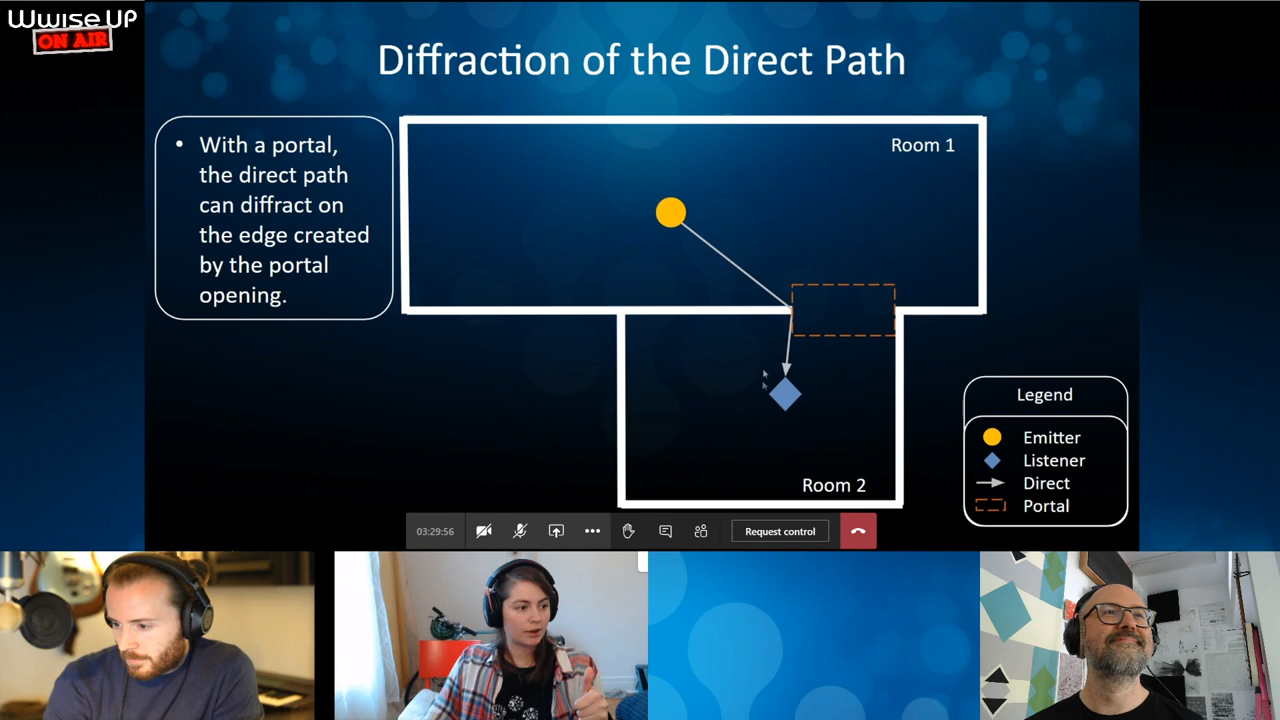 Wwise UP
ON AIR
Diffraction of the Direct Path
• With a portal,
the direct path
can diffract on
the edge created
by the portal
opening.
Room 1
Room 2
Legend
Emitter
Listener
Direct
Portal
03:29:56
Request control